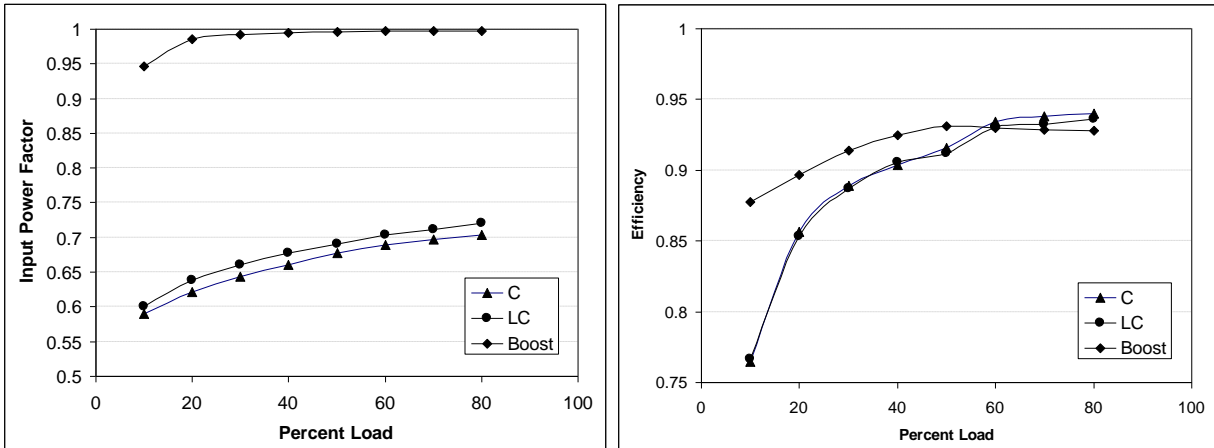 1
0.95
0.9
0.85
0.8
0.75
0.7
0.65
0.6
0.55
0.5
0 20 40 60 80 100
Input Power Factor
Percent Load
C
LC
Boost
1
0.95
0.9
0.85
0.8
0.75
0 20 40 60 80 100
Efficiency
Percent Load
C
LC
Boost